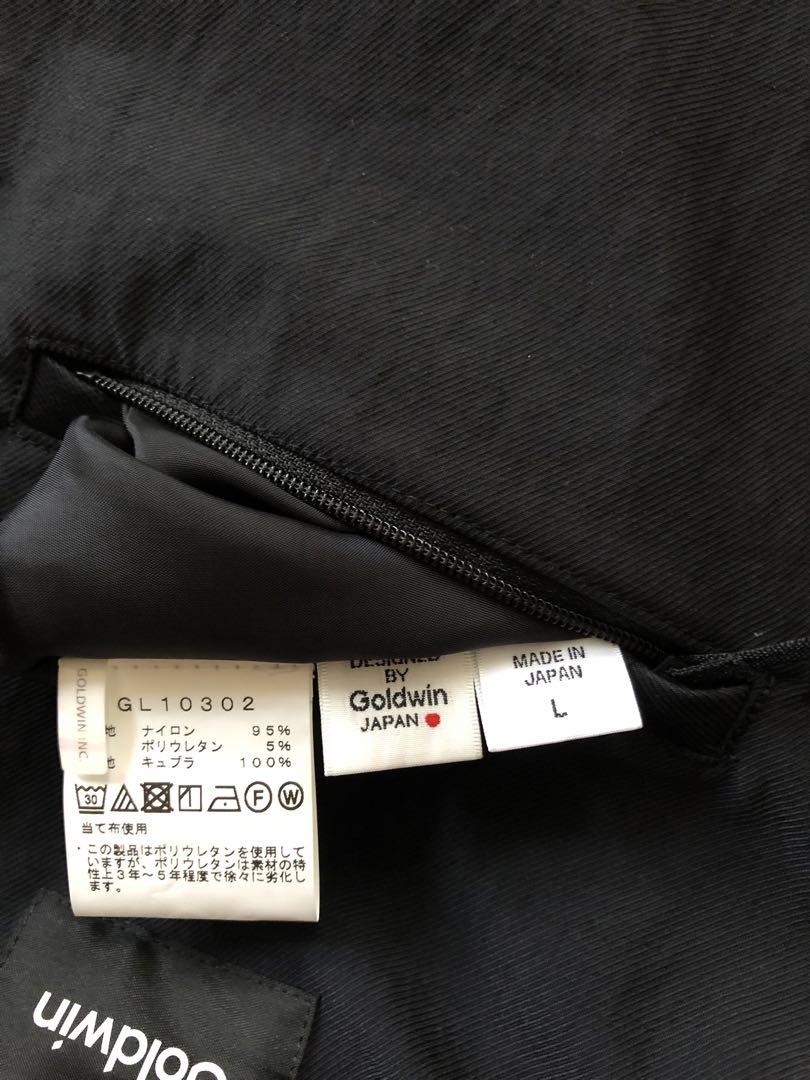 GOLDWIN INC.
GL10302
地 ナイロン 95%
ポリウレタン 5%
地 キュプラ 100%
30 F W
当て布使用
・この製品はポリウレタンを使用して
いますが、ポリウレタンは素材の特
性上3年～5年程度で徐々に劣化し
ます。
DESIGNED
BY
Goldwin
JAPAN
MADE IN
JAPAN
L
Goldwin